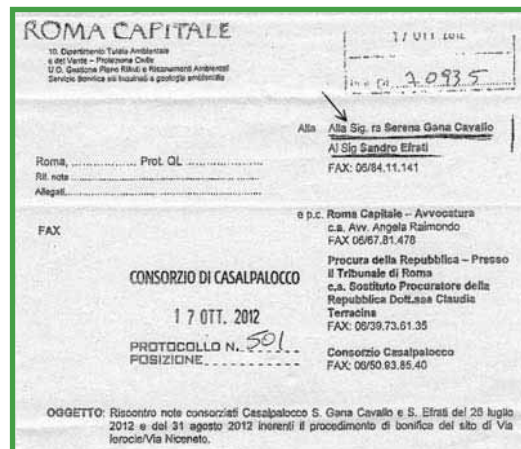 ROMA CAPITALE
10. Dipartimento Tutela Ambientale
e del Verde – Protezione Civile
U.O. Gestione Piano Rifiuti e Risanamenti Ambientali
Servizio bonifica siti inquinati e geologia ambientale
17 OTT. 2012
20935
Alla Alla Sig. ra Serena Gana Cavallo
Al Sig Sandro Efrati
FAX: 06/84.11.141
Roma, Prot. QL
Rif. nota
Allegati
e p.c. Roma Capitale – Avvocatura
c.a. Avv. Angela Raimondo
FAX 06/67.81.478
FAX
Procura della Repubblica – Presso
il Tribunale di Roma
c.a. Sostituto Procuratore della
Repubblica Dott.ssa Claudia
Terracina
FAX: 06/39.73.61.35
CONSORZIO DI CASALPALOCCO
17 OTT. 2012
PROTOCOLLO N. 501
POSIZIONE
Consorzio Casalpalocco
FAX: 06/50.93.85.40
OGGETTO: Riscontro note consorziati Casalpalocco S. Gana Cavallo e S. Efrati del 26 luglio
2012 e del 31 agosto 2012 inerenti il procedimento di bonifica del sito di Via
Iorocle/Via Niceneto.